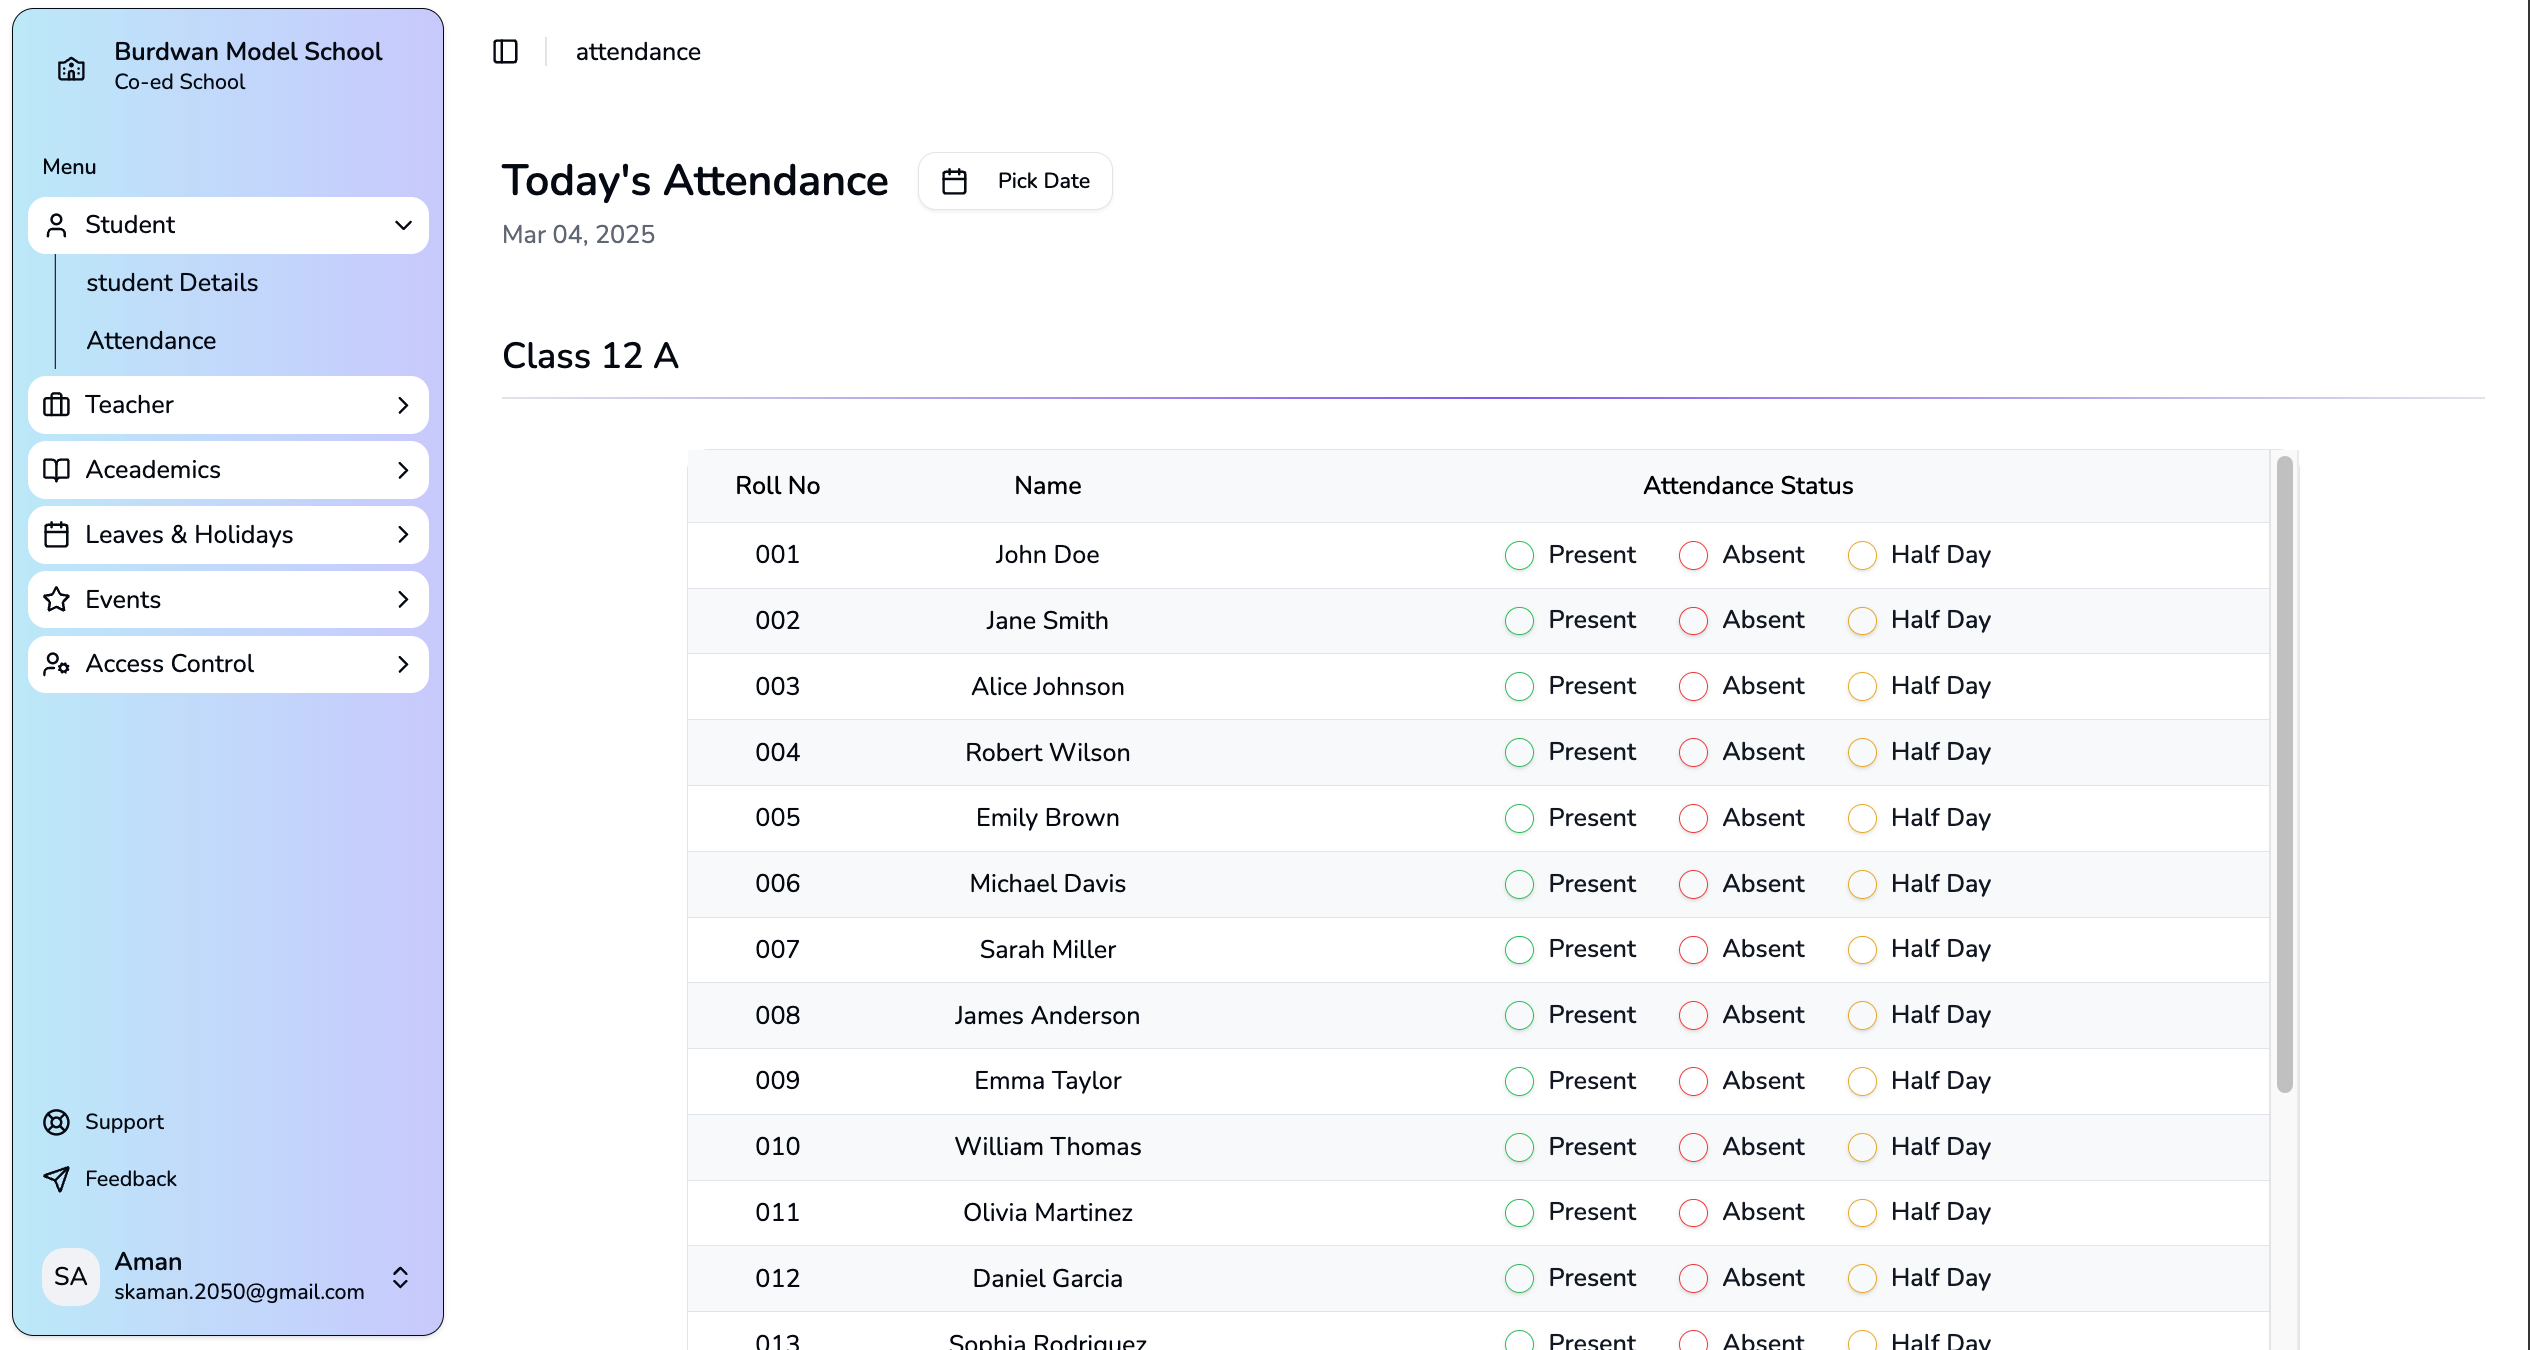 Burdwan Model School
Co-ed School
Menu
Student
student Details
Attendance
Teacher
Aceademics
Leaves & Holidays
Events
Access Control
Support
Feedback
SA
Aman
skaman.2050@gmail.com
attendance
Today's Attendance
Pick Date
Mar 04, 2025
Class 12 A
Roll No Name Attendance Status
001 John Doe Present Absent Half Day
002 Jane Smith Present Absent Half Day
003 Alice Johnson Present Absent Half Day
004 Robert Wilson Present Absent Half Day
005 Emily Brown Present Absent Half Day
006 Michael Davis Present Absent Half Day
007 Sarah Miller Present Absent Half Day
008 James Anderson Present Absent Half Day
009 Emma Taylor Present Absent Half Day
010 William Thomas Present Absent Half Day
011 Olivia Martinez Present Absent Half Day
012 Daniel Garcia Present Absent Half Day
013 Sophia Rodriguez Present Absent Half Day